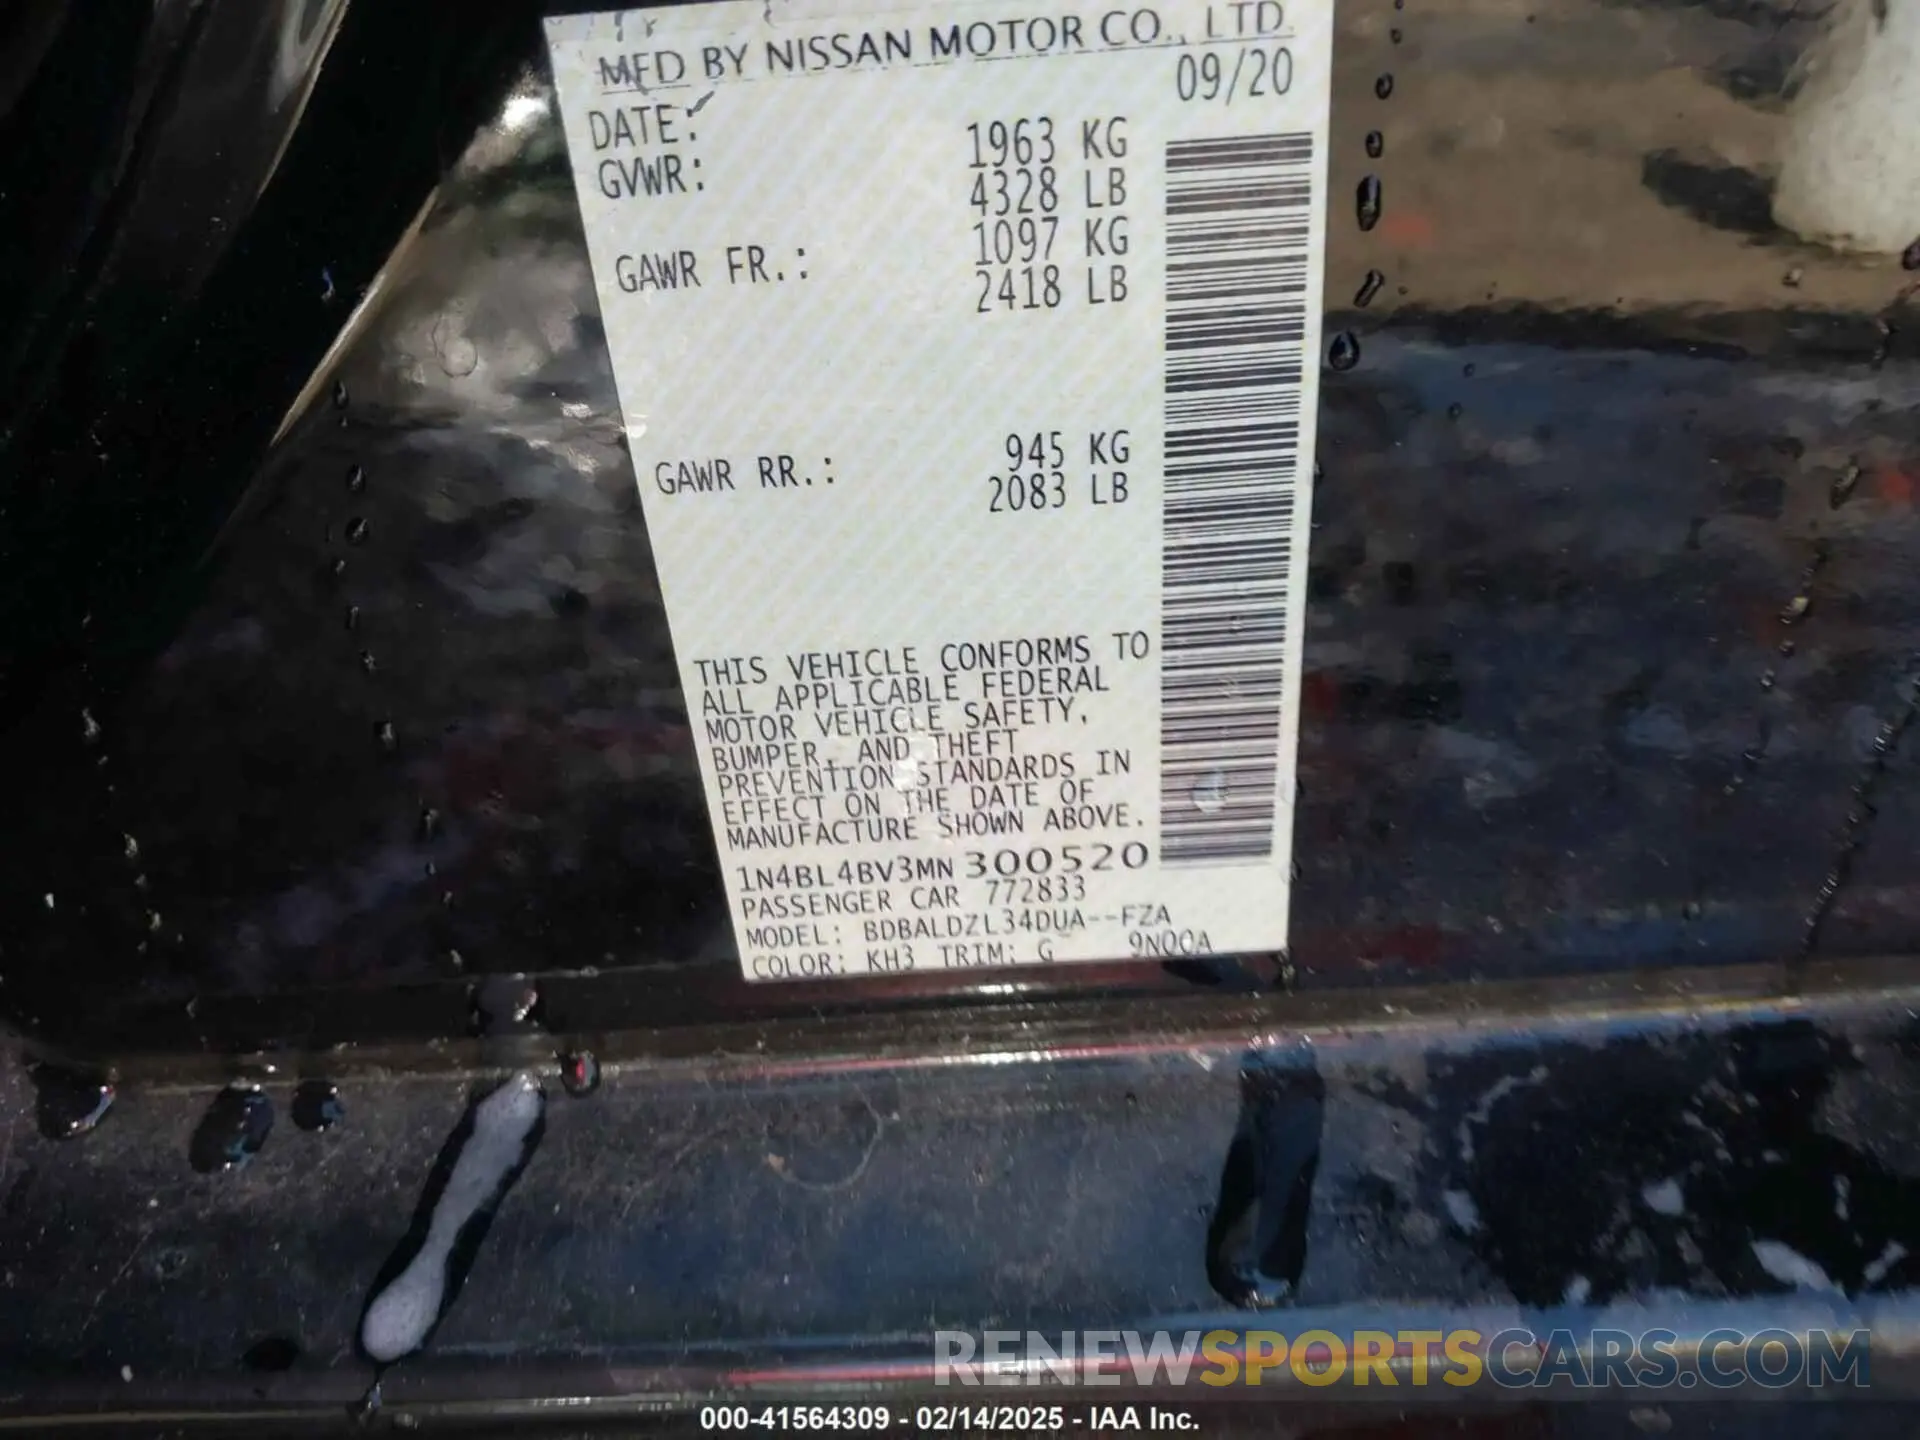 MFD BY NISSAN MOTOR CO., LTD.
DATE: 09/20
GVWR: 1963 KG
4328 LB
GAWR FR.: 1097 KG
2418 LB
GAWR RR.: 945 KG
2083 LB
THIS VEHICLE CONFORMS TO
ALL APPLICABLE FEDERAL
MOTOR VEHICLE SAFETY,
BUMPER, AND THEFT
PREVENTION STANDARDS IN
EFFECT ON THE DATE OF
MANUFACTURE SHOWN ABOVE.
1N4BL4BV3MN300520
PASSENGER CAR 772833
MODEL: BDBALDZL34DUA--FZA
COLOR: KH3 TRIM: G 9N00A
RENEWSPORTSCARS.COM
000-41564309 - 02/14/2025 - IAA Inc.